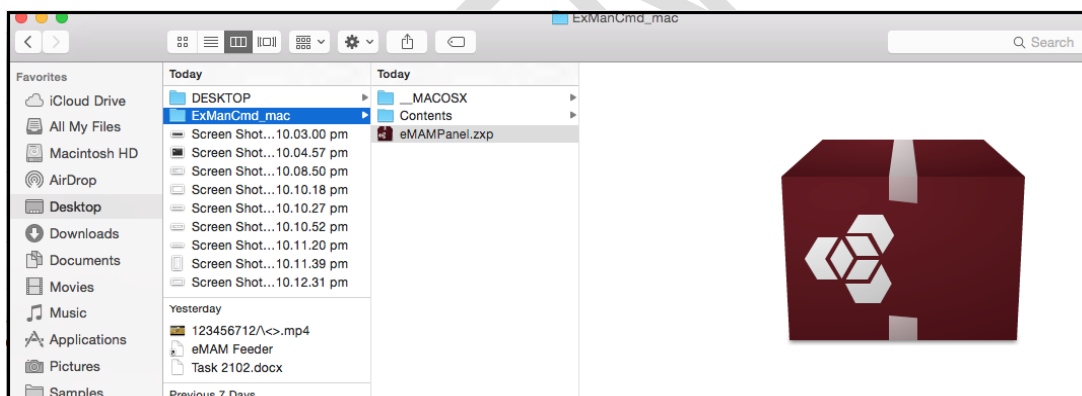 ExManCmd_mac
Search
Favorites
iCloud Drive
All My Files
Macintosh HD
AirDrop
Desktop
Downloads
Documents
Movies
Music
Applications
Pictures
Samples
Today
DESKTOP
ExManCmd_mac
Screen Shot...10.03.00 pm
Screen Shot...10.04.57 pm
Screen Shot...10.08.50 pm
Screen Shot...10.10.18 pm
Screen Shot...10.10.27 pm
Screen Shot...10.10.52 pm
Screen Shot...10.11.20 pm
Screen Shot...10.11.39 pm
Screen Shot...10.12.31 pm
Yesterday
123456712/\<>.mp4
eMAM Feeder
Task 2102.docx
Previous 7 Days
Today
__MACOSX
Contents
eMAMPanel.zxp